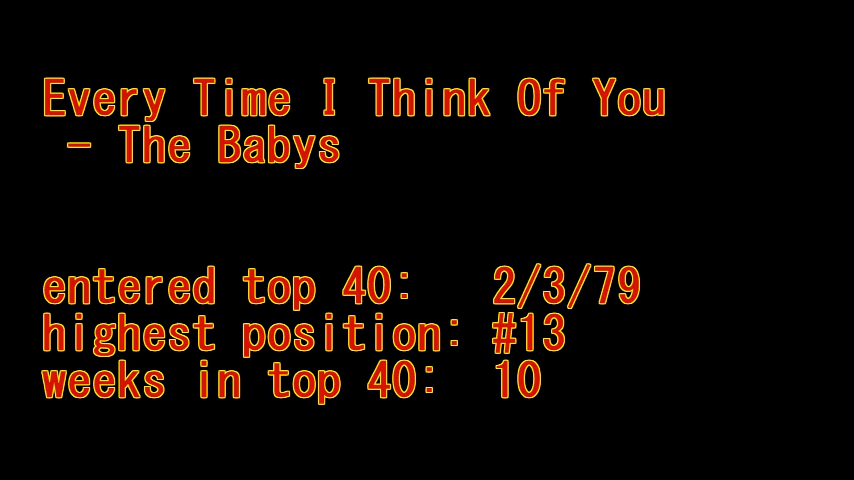 Every Time I Think Of You
- The Babys
entered top 40: 2/3/79
highest position: #13
weeks in top 40: 10